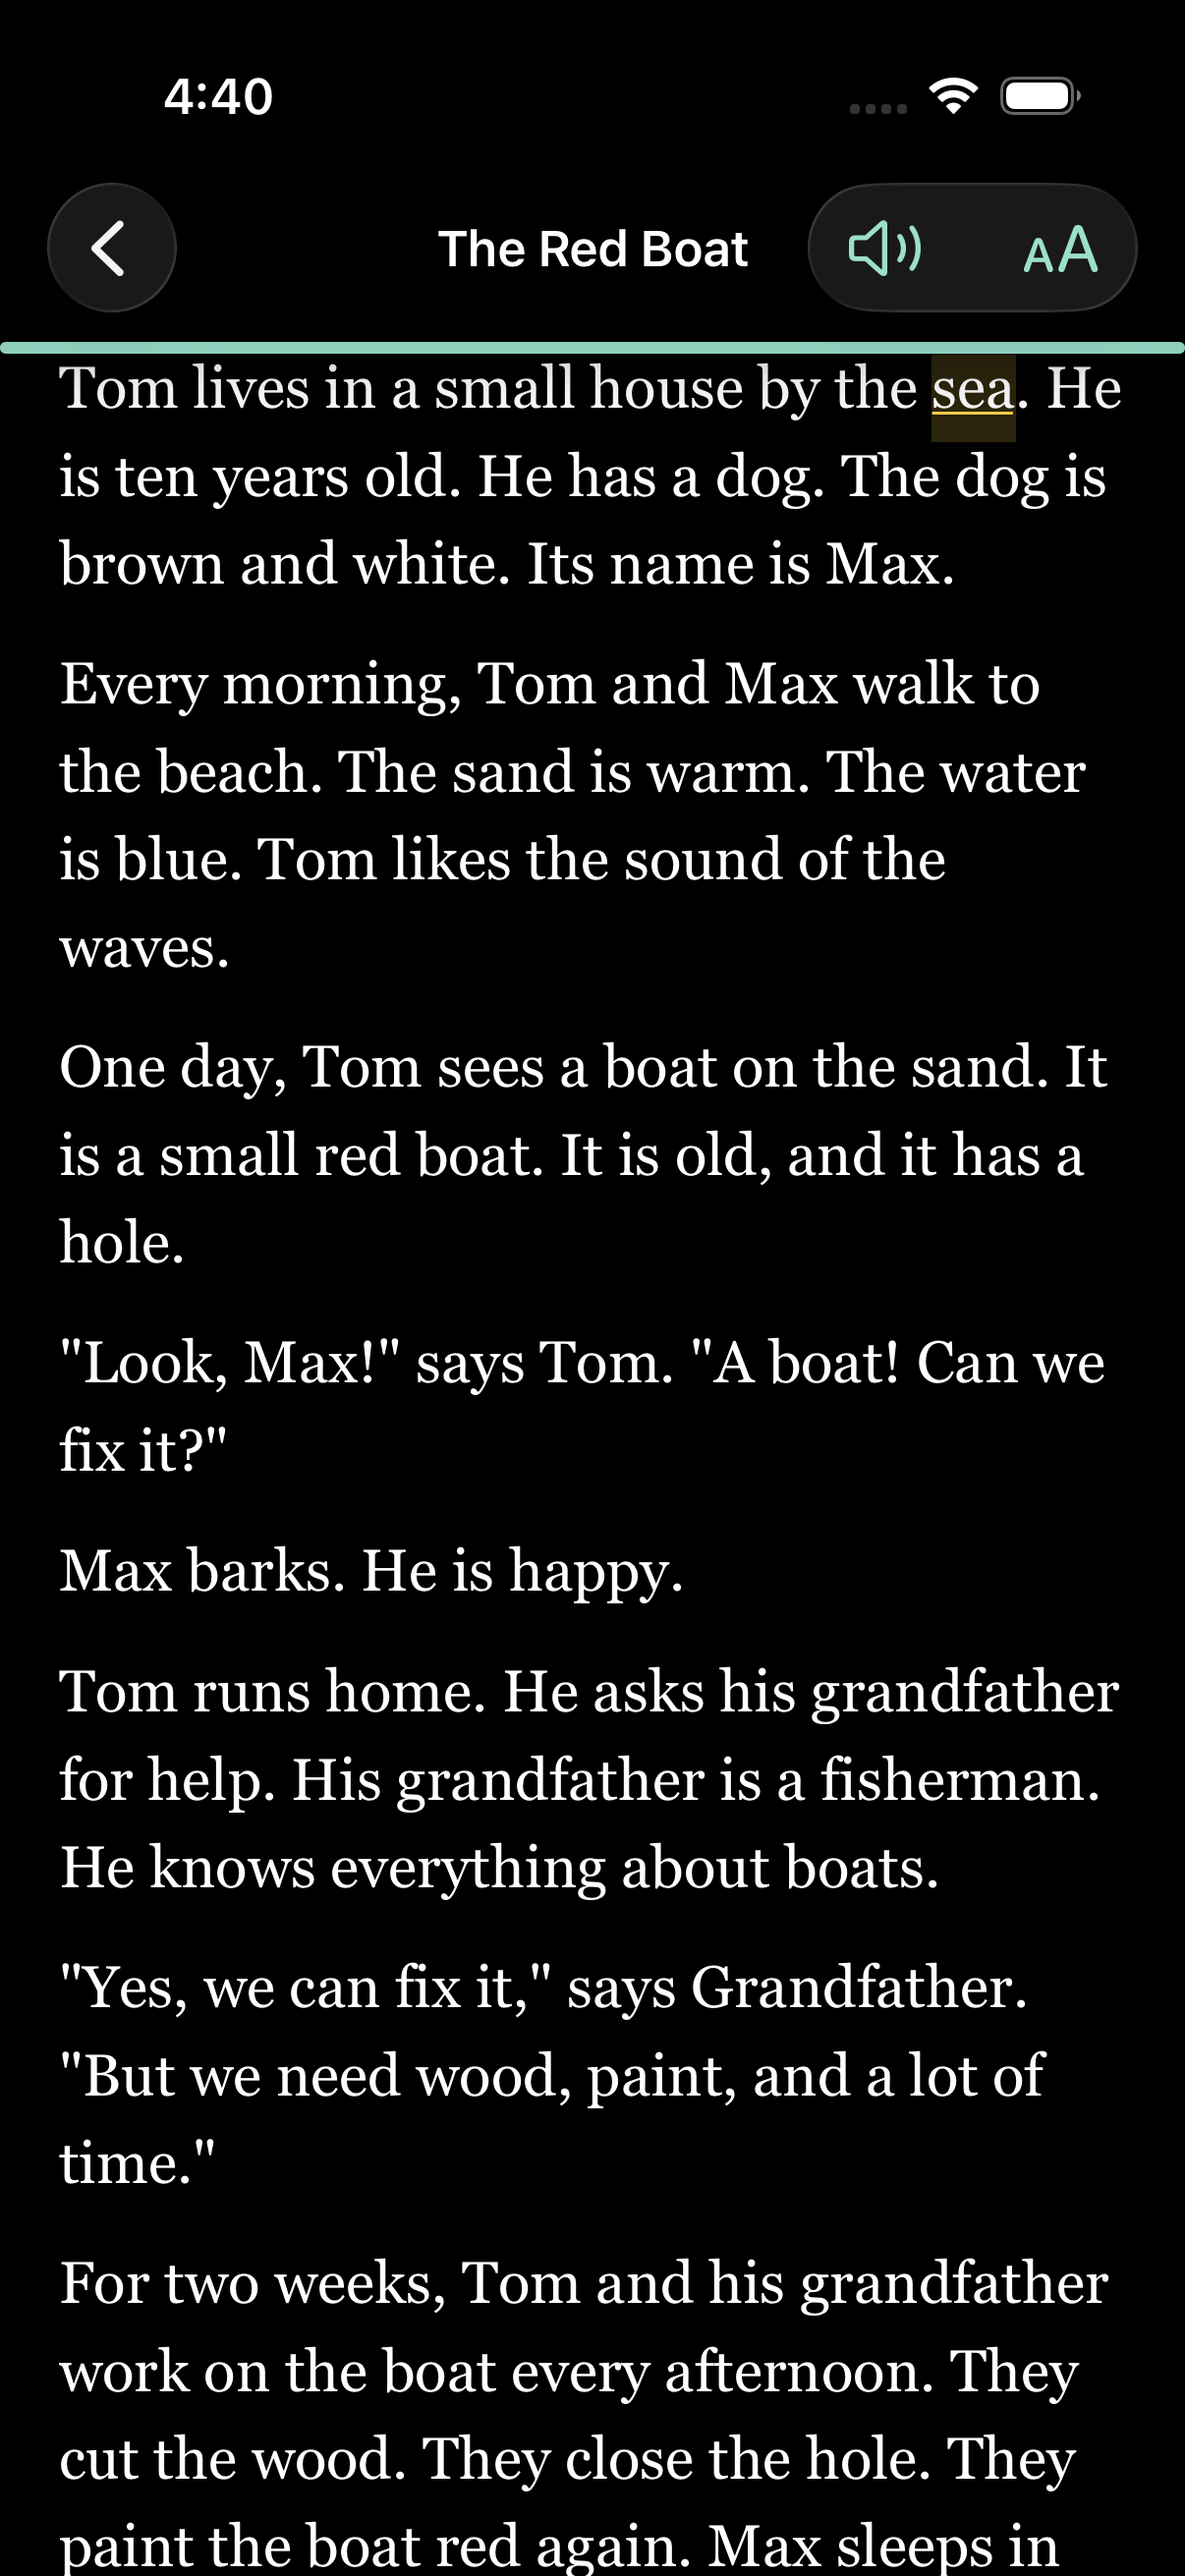 4:40
The Red Boat
AA
Tom lives in a small house by the sea. He
is ten years old. He has a dog. The dog is
brown and white. Its name is Max.
Every morning, Tom and Max walk to
the beach. The sand is warm. The water
is blue. Tom likes the sound of the
waves.
One day, Tom sees a boat on the sand. It
is a small red boat. It is old, and it has a
hole.
"Look, Max!" says Tom. "A boat! Can we
fix it?"
Max barks. He is happy.
Tom runs home. He asks his grandfather
for help. His grandfather is a fisherman.
He knows everything about boats.
"Yes, we can fix it," says Grandfather.
"But we need wood, paint, and a lot of
time."
For two weeks, Tom and his grandfather
work on the boat every afternoon. They
cut the wood. They close the hole. They
paint the boat red again. Max sleeps in